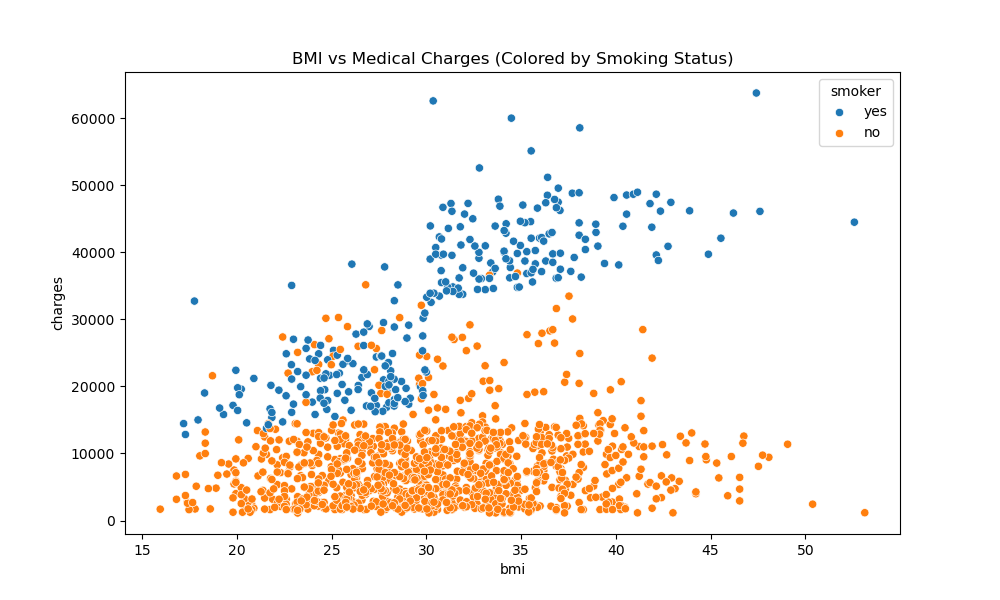 BMI vs Medical Charges (Colored by Smoking Status)
smoker
yes
no
charges
60000
50000
40000
30000
20000
10000
0
15 20 25 30 35 40 45 50
bmi